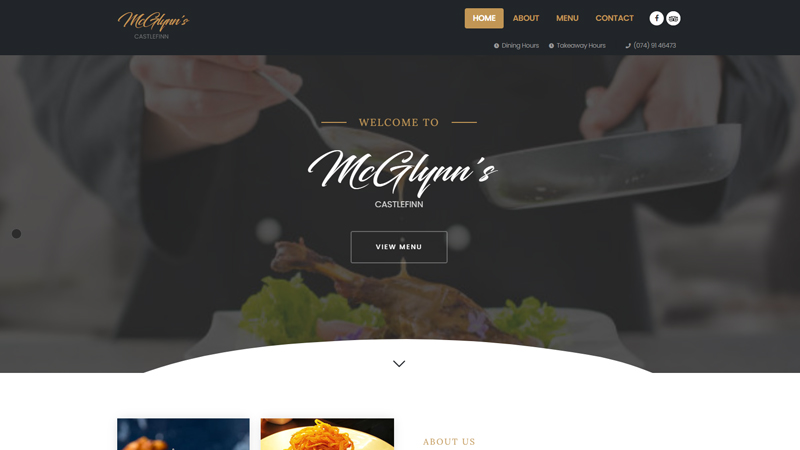 McGlynn's
CASTLEFINN
HOME ABOUT MENU CONTACT
Dining Hours Takeaway Hours (074) 91 46473
WELCOME TO
McGlynn's
CASTLEFINN
VIEW MENU
ABOUT US